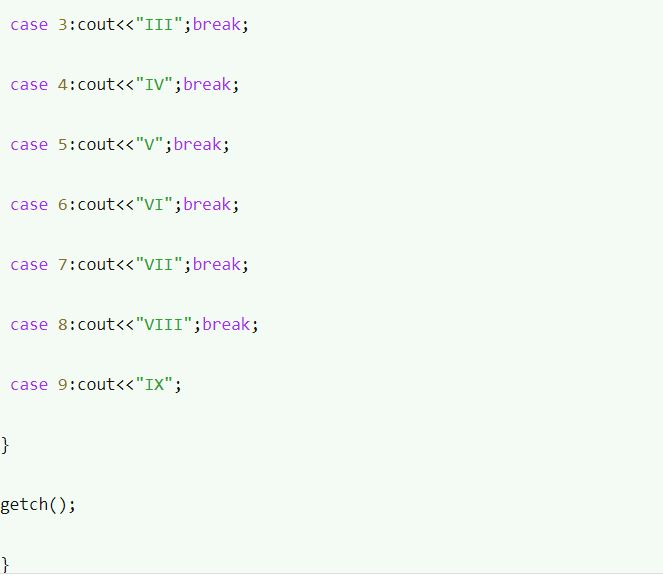 case 3:cout<<"III";break;
case 4:cout<<"IV";break;
case 5:cout<<"V";break;
case 6:cout<<"VI";break;
case 7:cout<<"VII";break;
case 8:cout<<"VIII";break;
case 9:cout<<"IX";
}
getch();
}